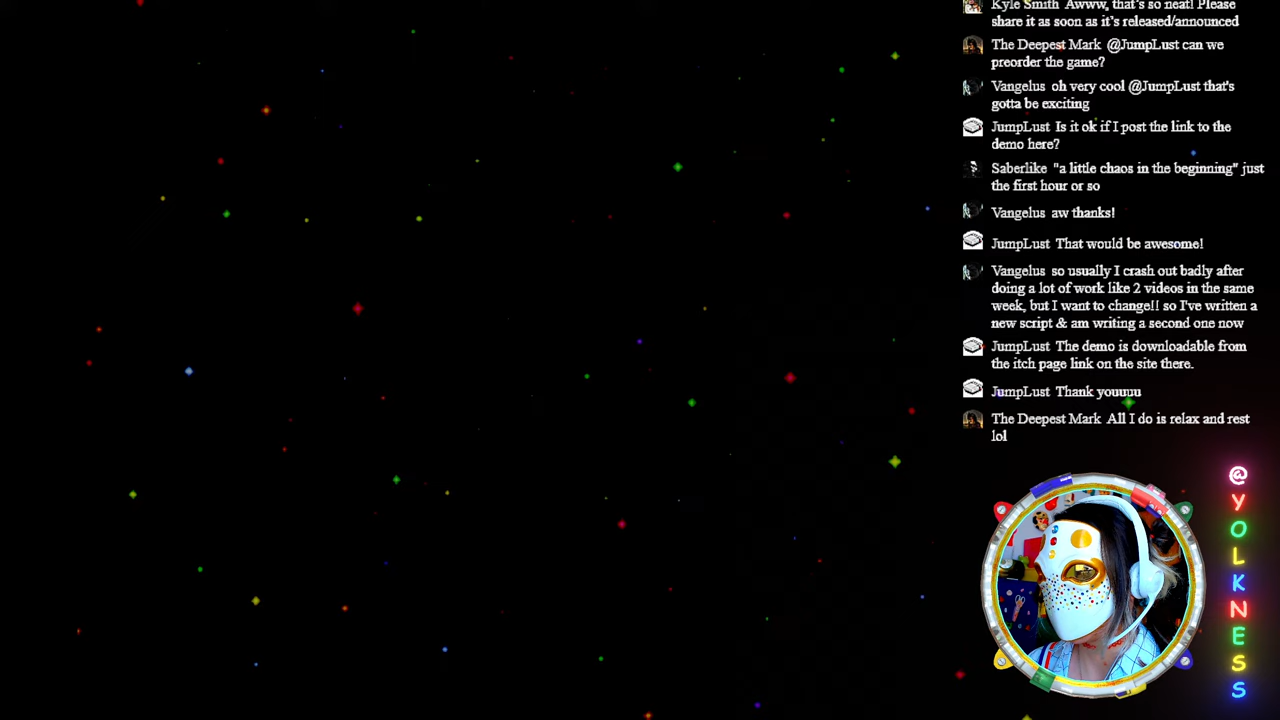 Kyle Smith Awww, that's so neat! Please
share it as soon as it's released/announced
The Deepest Mark @JumpLust can we
preorder the game?
Vangelus oh very cool @JumpLust that's
gotta be exciting
JumpLust Is it ok if I post the link to the
demo here?
Saberlike "a little chaos in the beginning" just
the first hour or so
Vangelus aw thanks!
JumpLust That would be awesome!
Vangelus so usually I crash out badly after
doing a lot of work like 2 videos in the same
week, but I want to change!! so I've written a
new script & am writing a second one now
JumpLust The demo is downloadable from
the itch page link on the site there.
JumpLust Thank youuuu
The Deepest Mark All I do is relax and rest
lol
@YOLKNESS